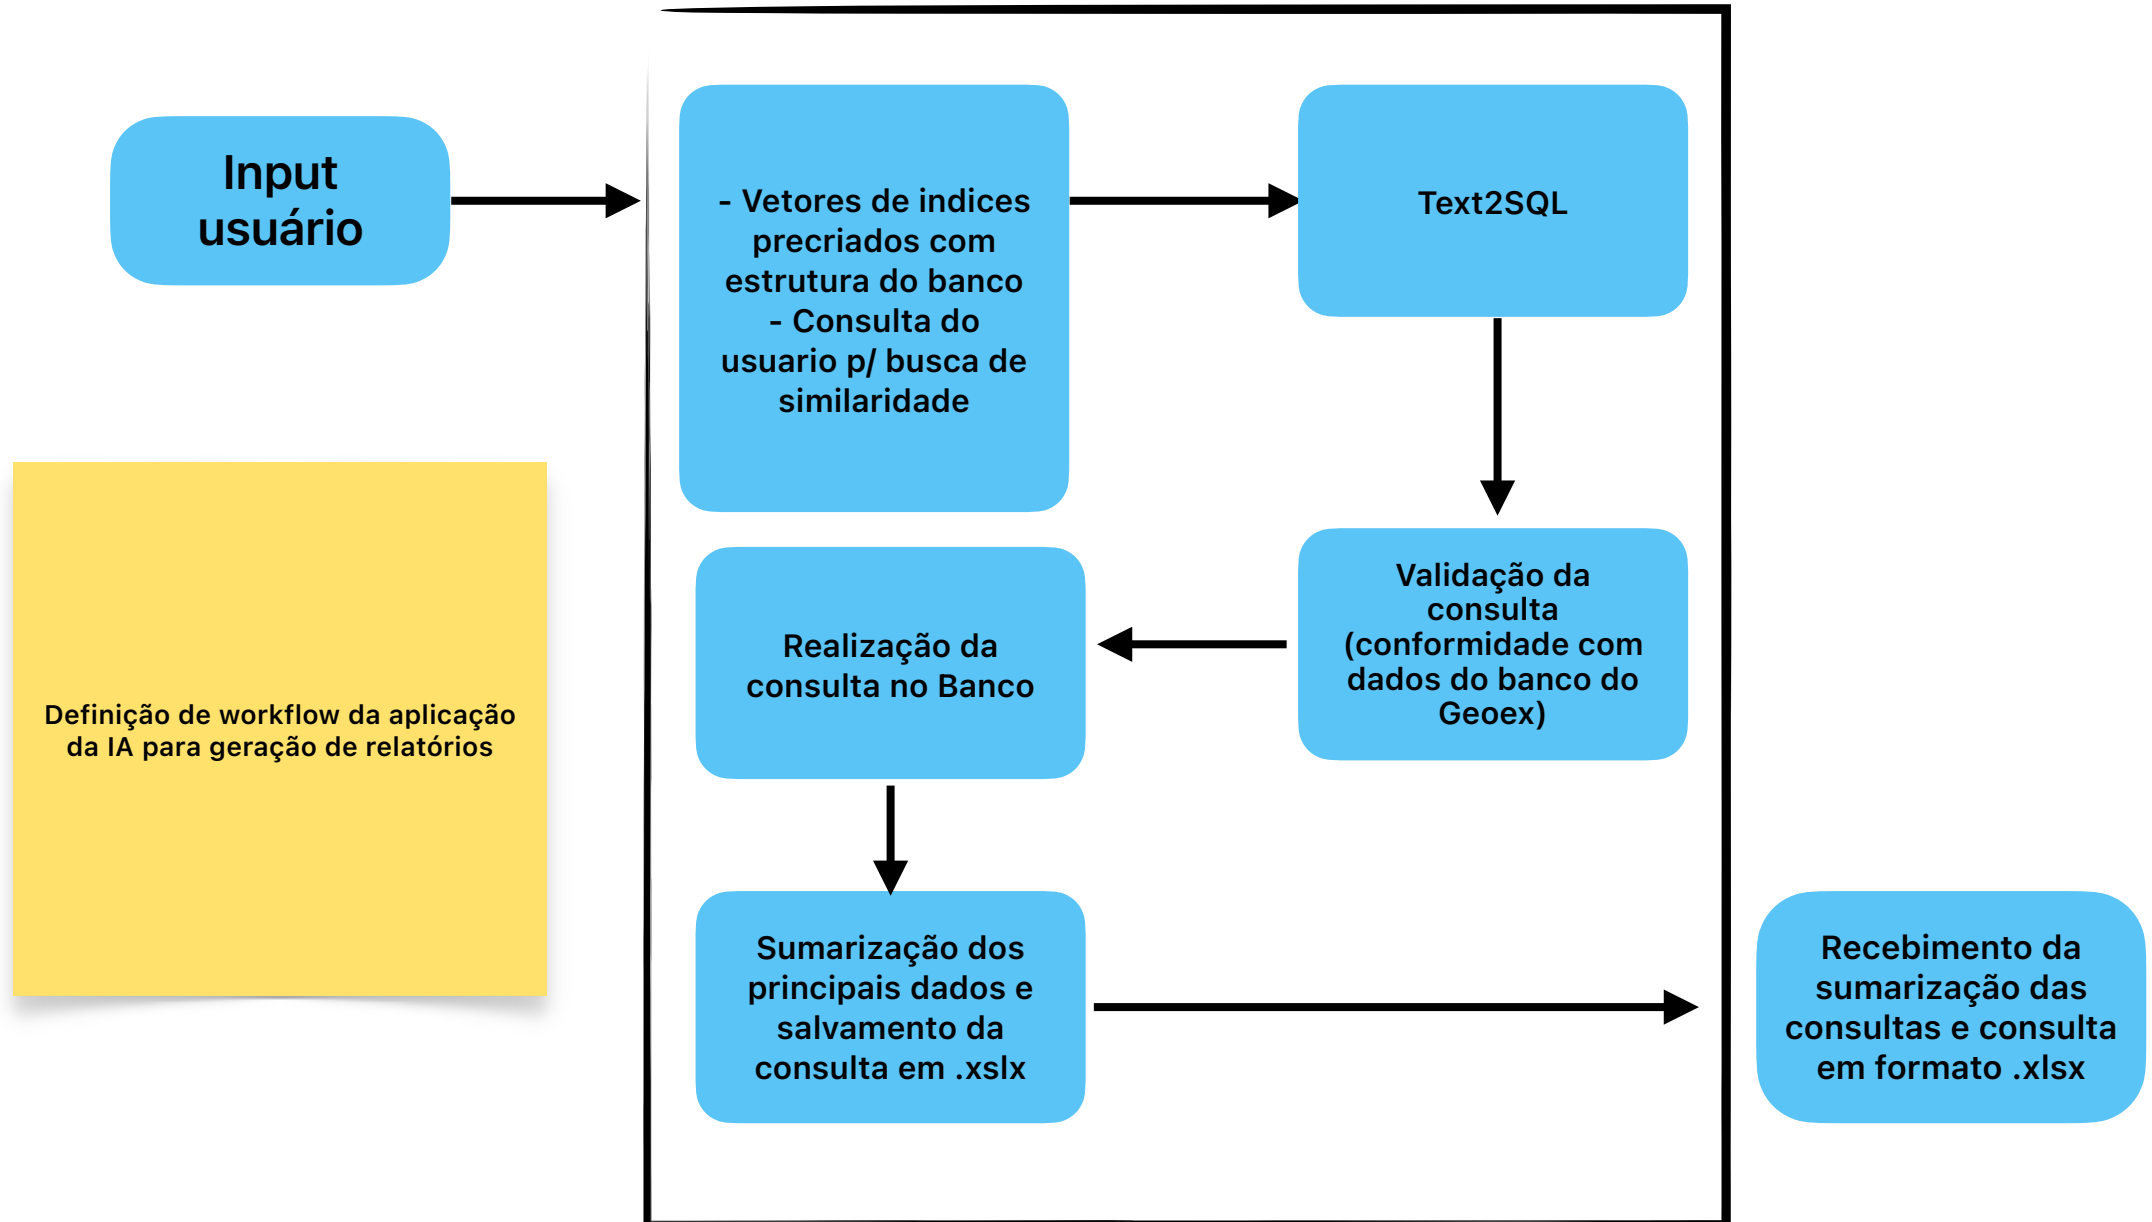 Input
usuário
- Vetores de indices
precriados com
estrutura do banco
- Consulta do
usuario p/ busca de
similaridade
Text2SQL
Validação da
consulta
(conformidade com
dados do banco do
Geoex)
Realização da
consulta no Banco
Definição de workflow da aplicação
da IA para geração de relatórios
Sumarização dos
principais dados e
salvamento da
consulta em .xslx
Recebimento da
sumarização das
consultas e consulta
em formato .xlsx